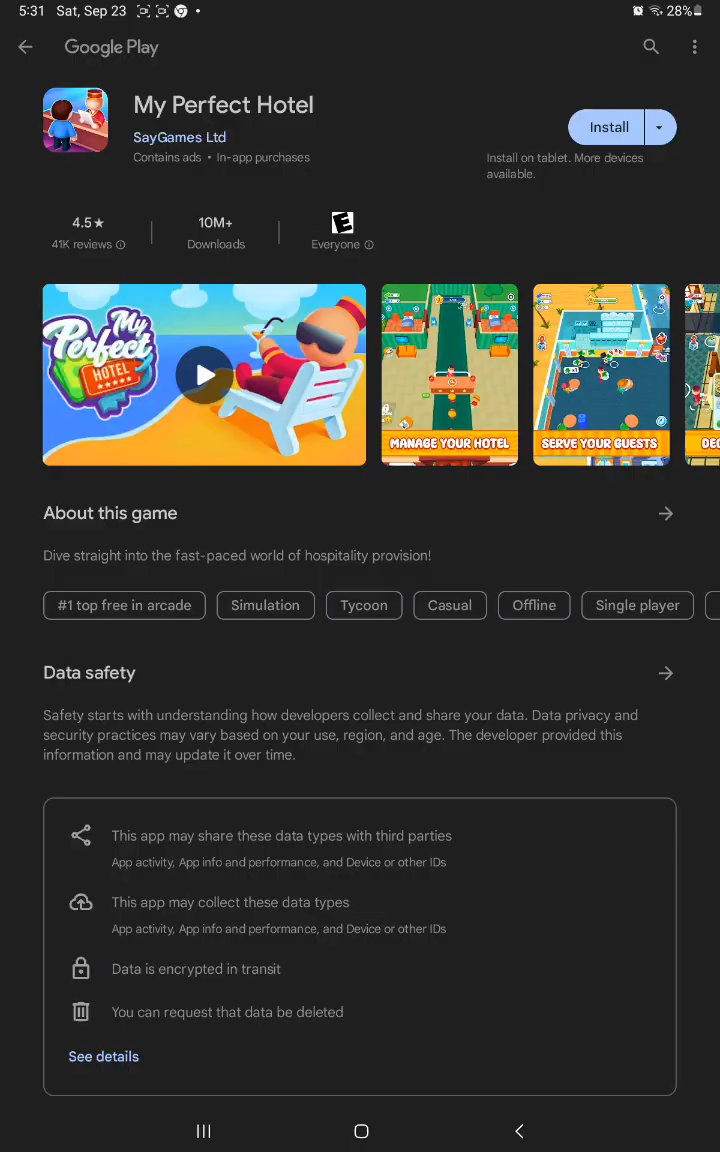 5:31 Sat, Sep 23
28%
Google Play
My Perfect Hotel
SayGames Ltd
Contains ads • In-app purchases
Install
Install on tablet. More devices
available.
4.5★
41K reviews
10M+
Downloads
E
Everyone
My
Perfect
HOTEL
MANAGE YOUR HOTEL
SERVE YOUR GUESTS
About this game
Dive straight into the fast-paced world of hospitality provision!
#1 top free in arcade
Simulation
Tycoon
Casual
Offline
Single player
Data safety
Safety starts with understanding how developers collect and share your data. Data privacy and
security practices may vary based on your use, region, and age. The developer provided this
information and may update it over time.
This app may share these data types with third parties
App activity, App info and performance, and Device or other IDs
This app may collect these data types
App activity, App info and performance, and Device or other IDs
Data is encrypted in transit
You can request that data be deleted
See details